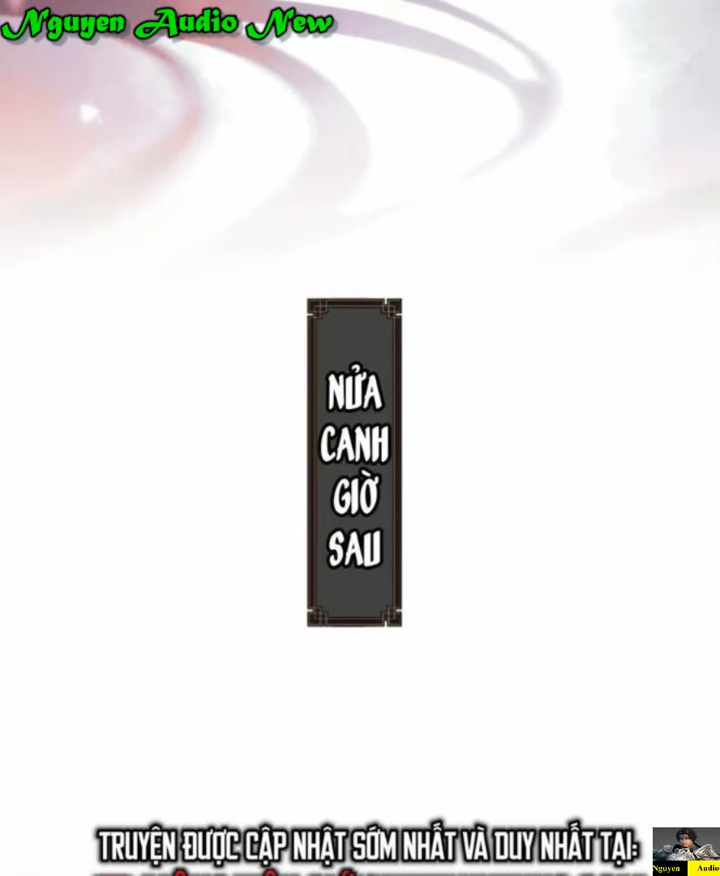 Nguyen Audio New
NỬA
CANH
GIỜ
SAU
TRUYỆN ĐƯỢC CẬP NHẬT SỚM NHẤT VÀ DUY NHẤT TẠI:
Nguyen Audio